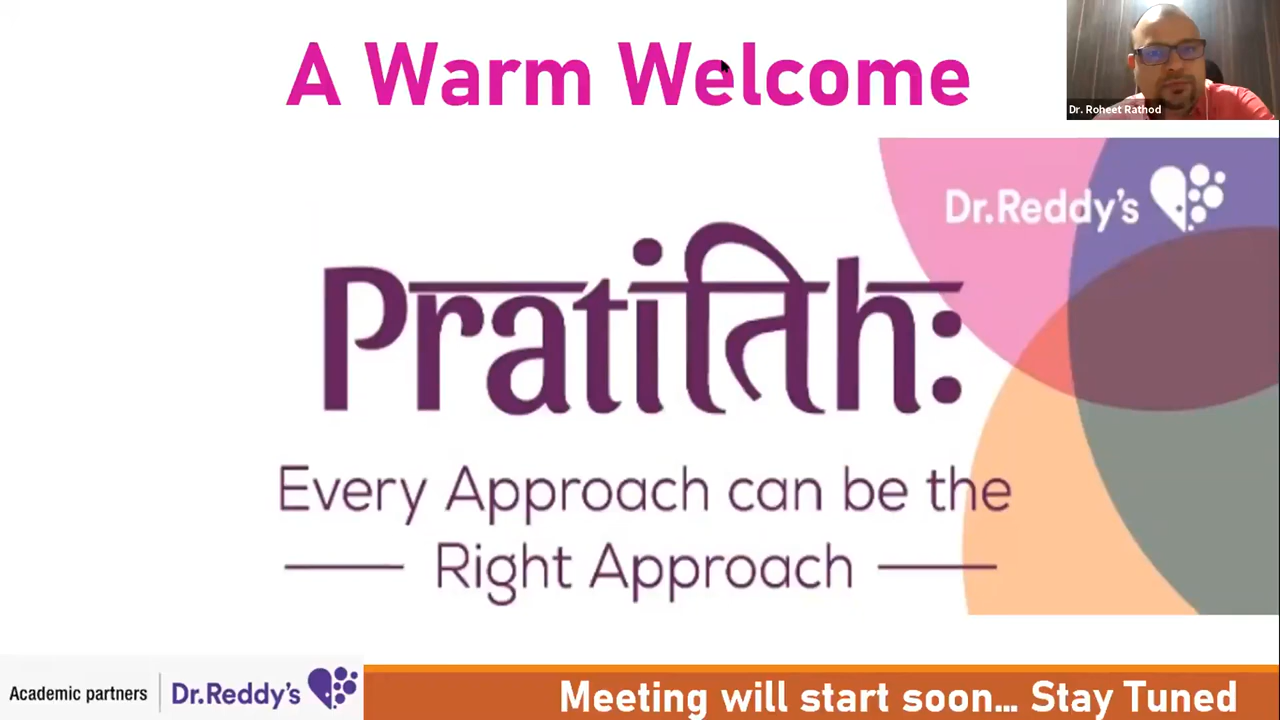 A Warm Welcome
Dr. Roheet Rathod
Dr.Reddy's
Pratitiih:
Every Approach can be the
Right Approach
Academic partners
Dr.Reddy's
Meeting will start soon... Stay Tuned